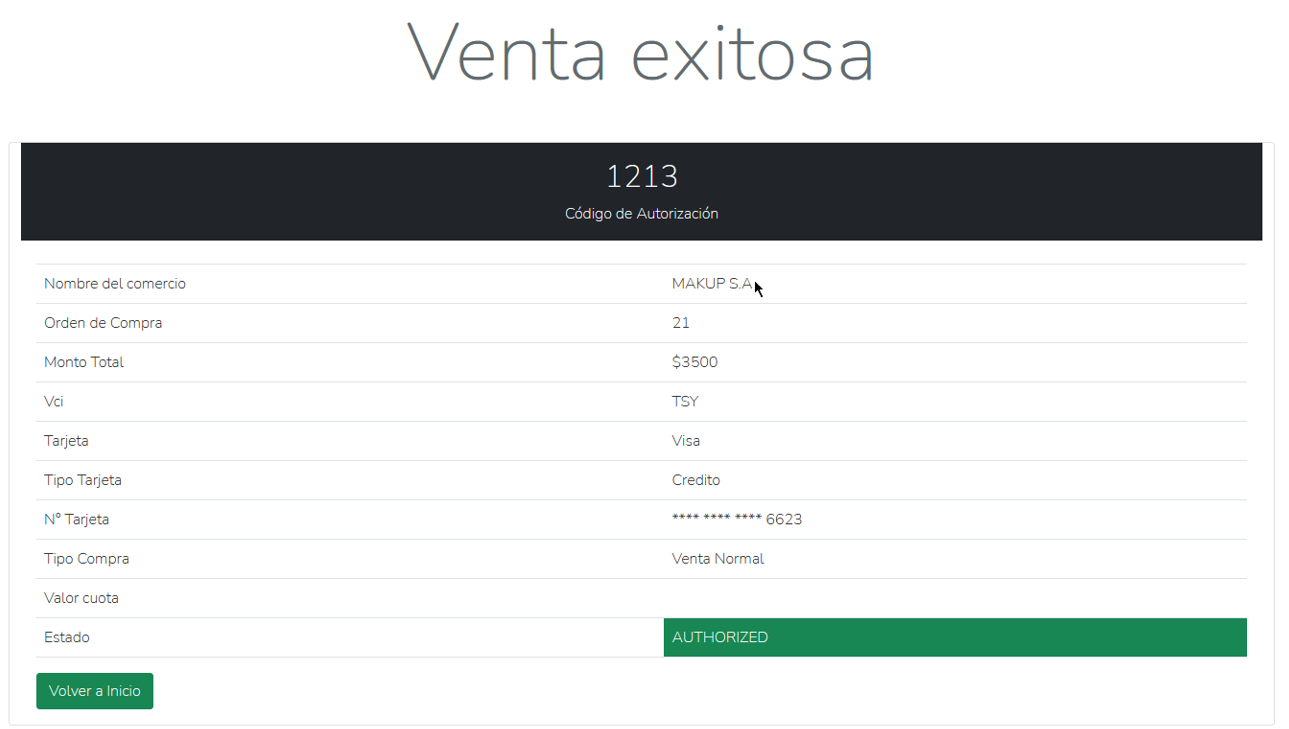 Venta exitosa
1213
Código de Autorización
Nombre del comercio MAKUP S.A
Orden de Compra 21
Monto Total $3500
Vci TSY
Tarjeta Visa
Tipo Tarjeta Credito
N° Tarjeta **** **** **** 6623
Tipo Compra Venta Normal
Valor cuota
Estado AUTHORIZED
Volver a Inicio